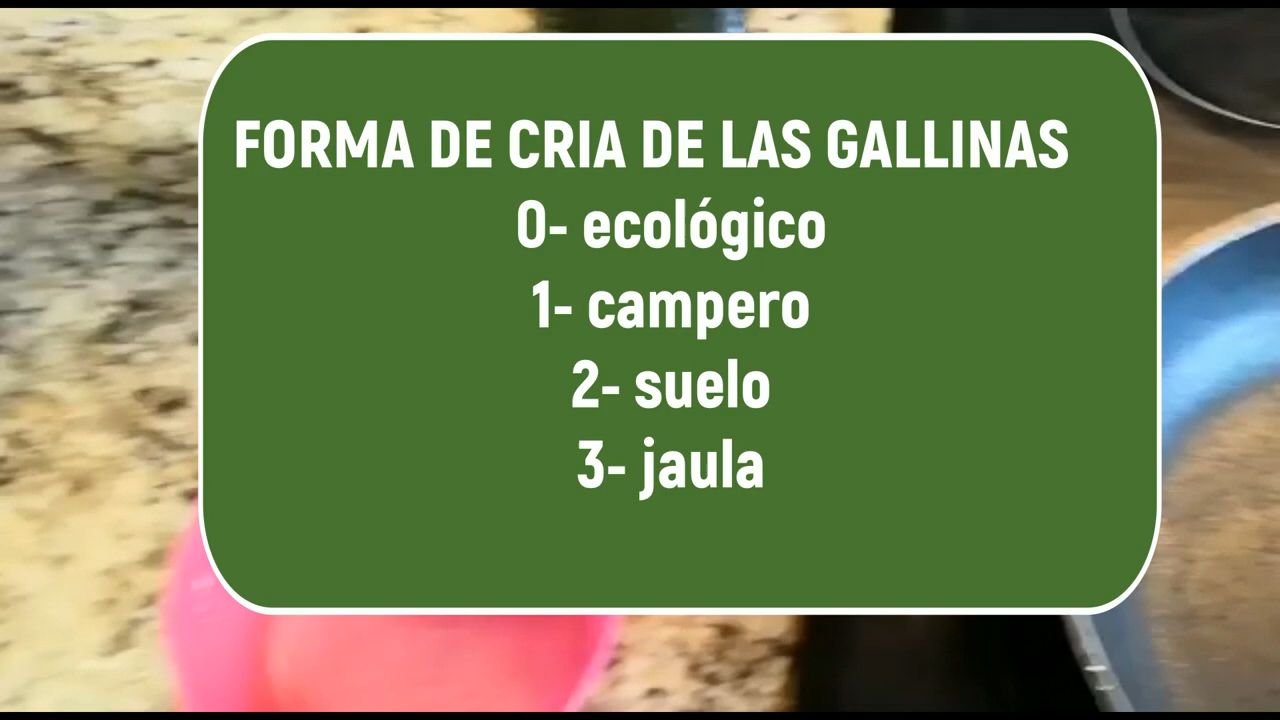 FORMA DE CRIA DE LAS GALLINAS
0- ecológico
1- campero
2- suelo
3- jaula